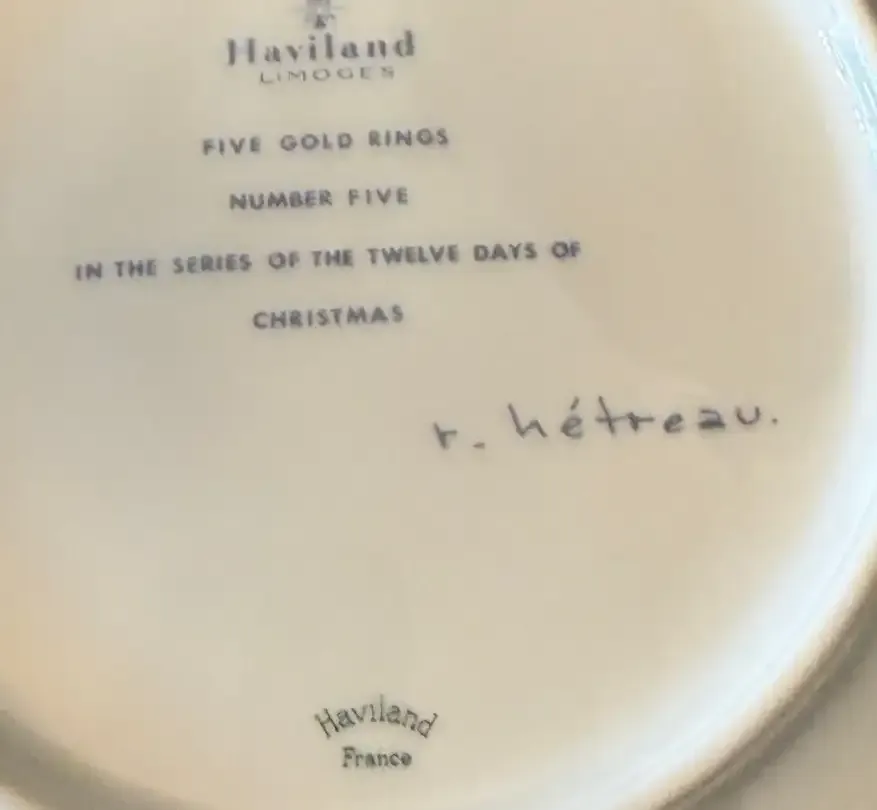 Haviland
LIMOGES
FIVE GOLD RINGS
NUMBER FIVE
IN THE SERIES OF THE TWELVE DAYS OF
CHRISTMAS
r. hétreau.
Haviland
France